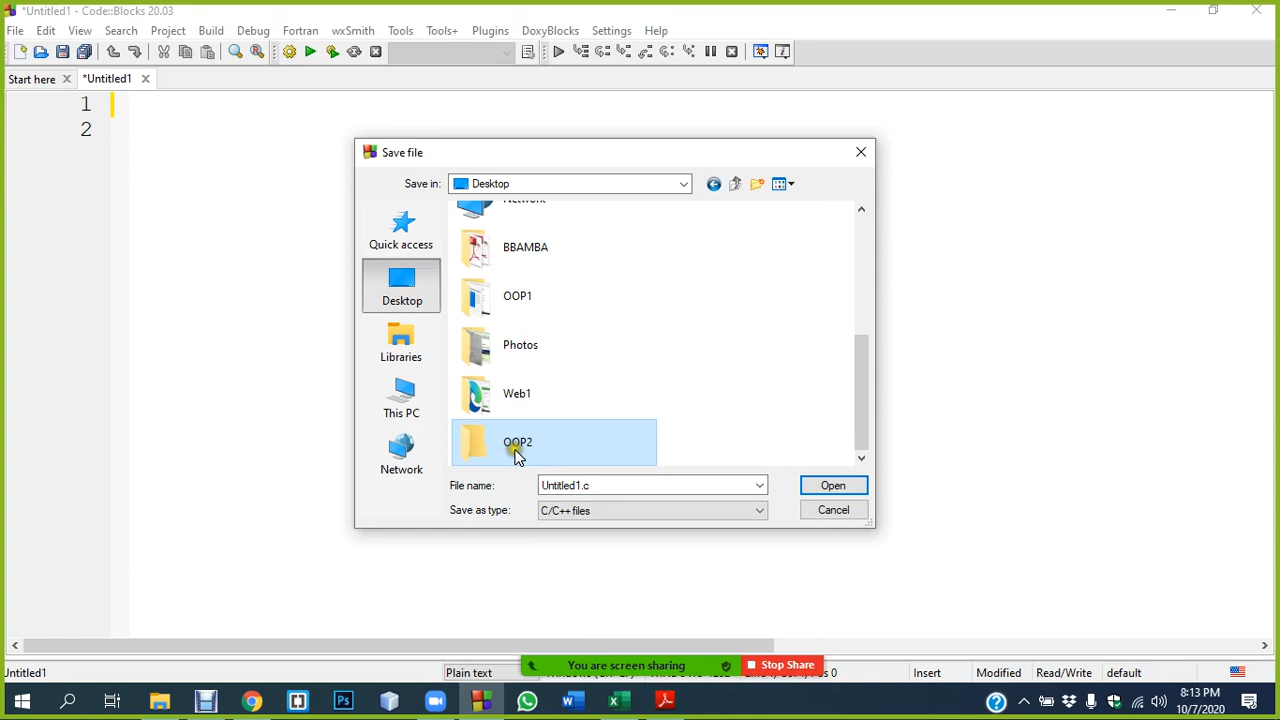 *Untitled1 - Code::Blocks 20.03
File Edit View Search Project Build Debug Fortran wxSmith Tools Tools+ Plugins DoxyBlocks Settings Help
Start here *Untitled1
1
2
Save file
Save in: Desktop
Network
Quick access
BBAMBA
Desktop
OOP1
Libraries
Photos
This PC
Web1
Network
OOP2
File name: Untitled1.c Open
Save as type: C/C++ files Cancel
You are screen sharing Stop Share
Untitled1 Plain text Insert Modified Read/Write default
8:13 PM
10/7/2020